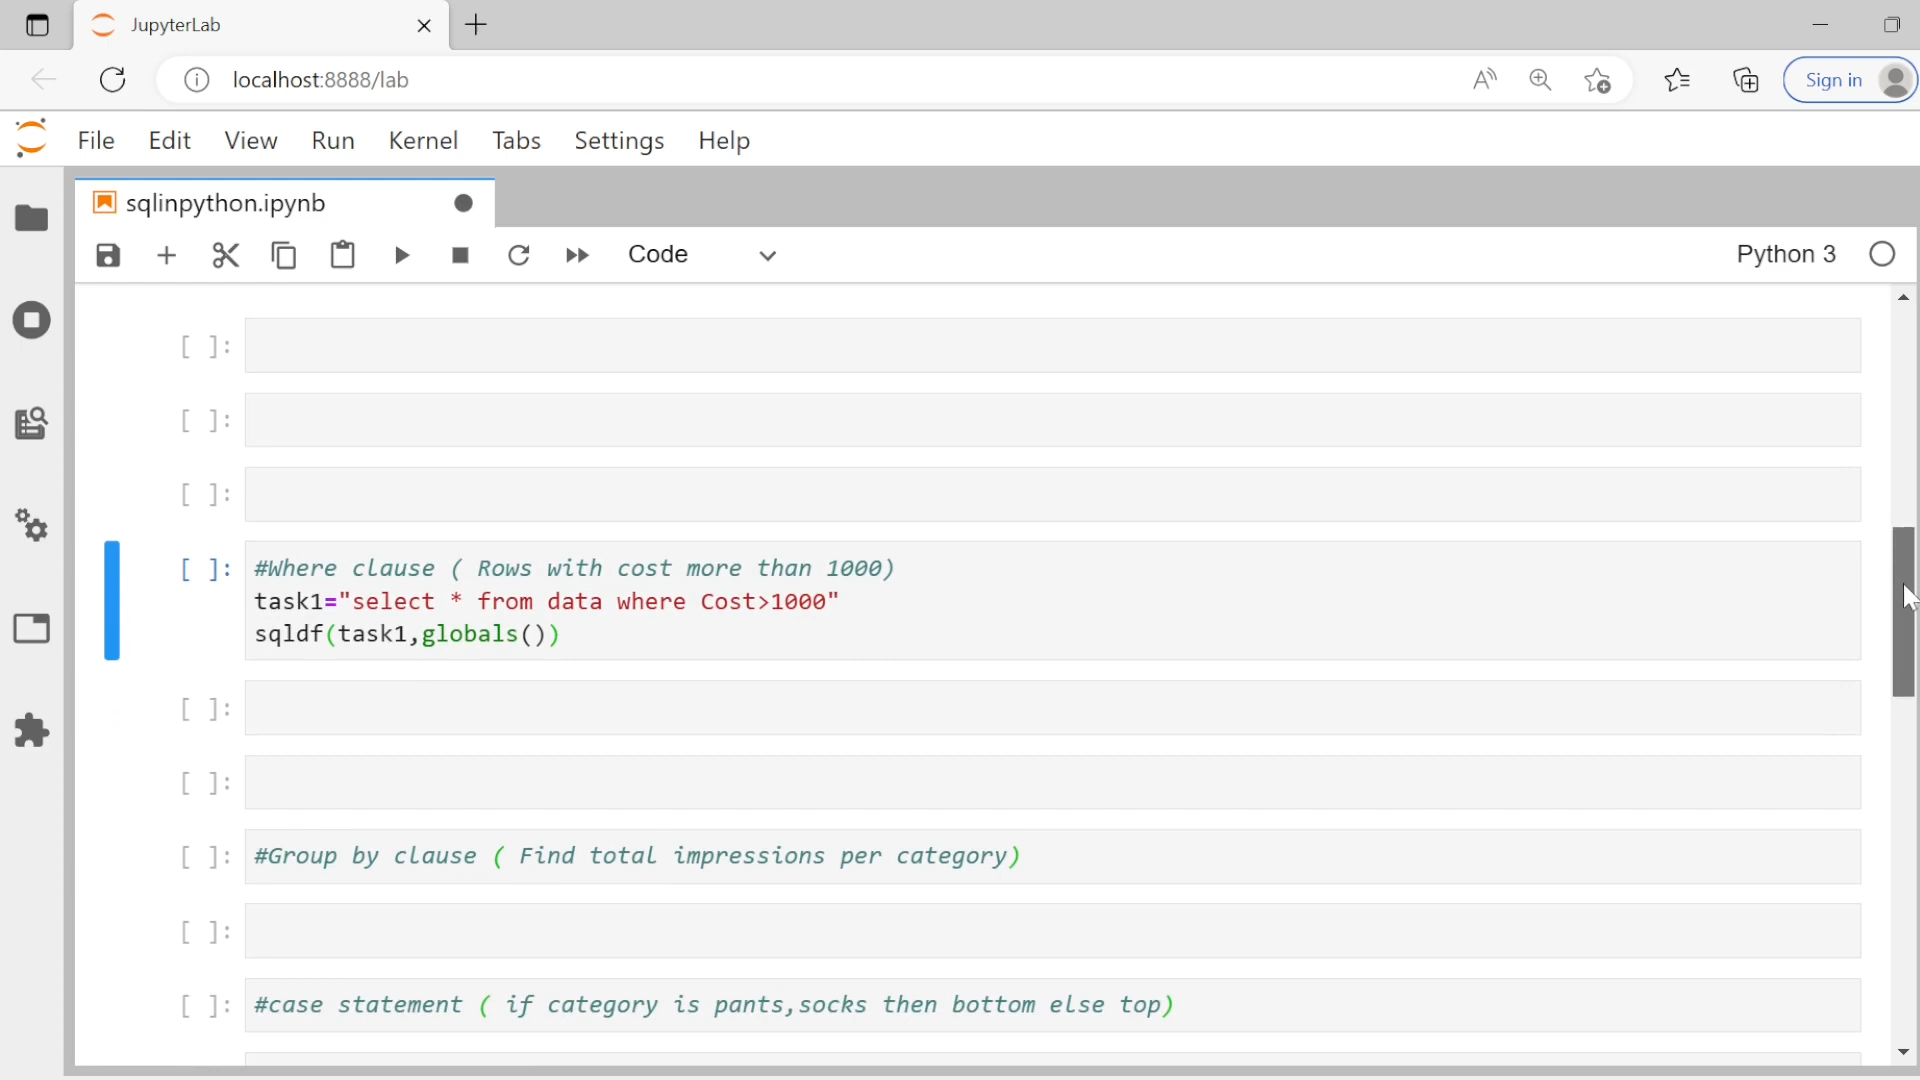 JupyterLab
localhost:8888/lab
Sign in
File Edit View Run Kernel Tabs Settings Help
sqlinpython.ipynb
Code
Python 3
[ ]:
[ ]:
[ ]:
[ ]: #Where clause ( Rows with cost more than 1000)
task1="select * from data where Cost>1000"
sqldf(task1,globals())
[ ]:
[ ]:
[ ]: #Group by clause ( Find total impressions per category)
[ ]:
[ ]: #case statement ( if category is pants,socks then bottom else top)